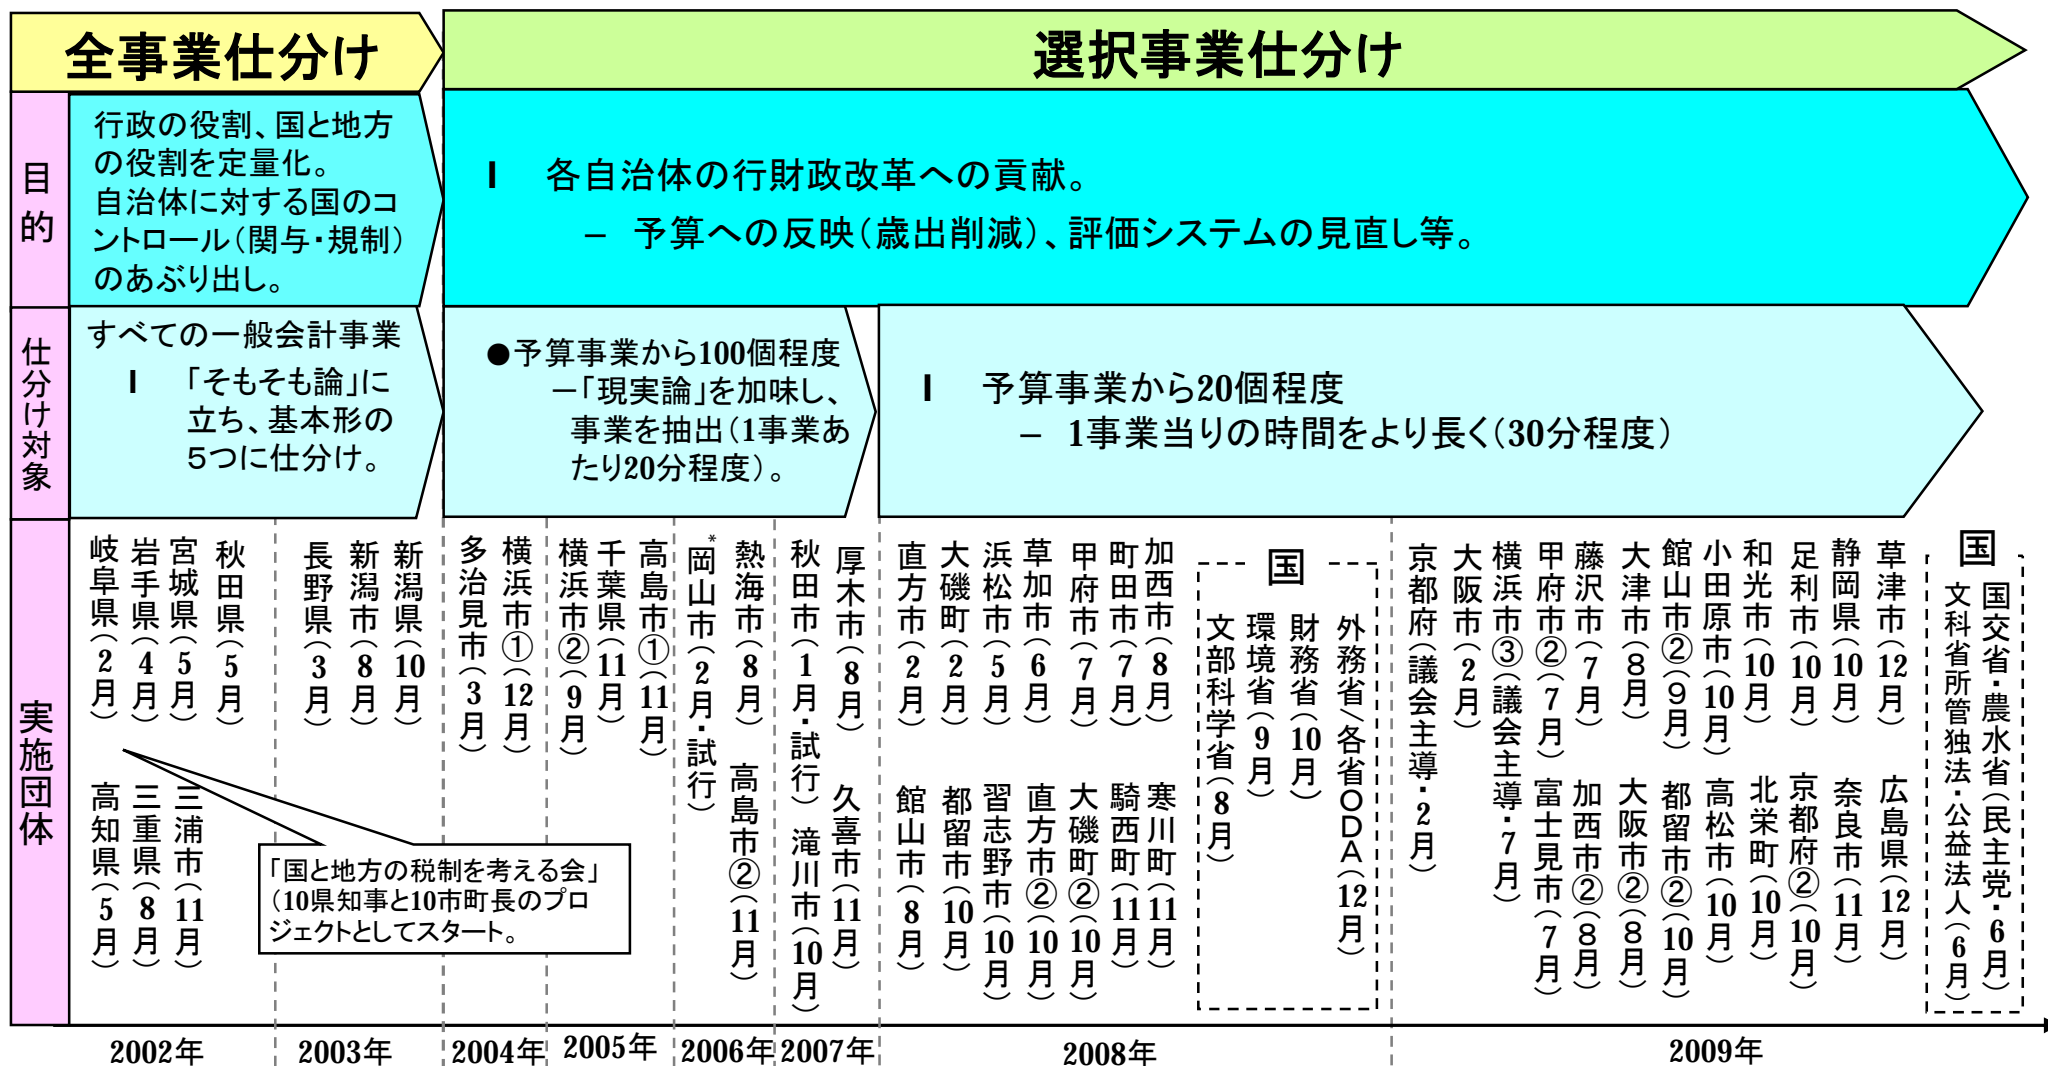 全事業仕分け
選択事業仕分け
目的
行政の役割、国と地方
の役割を定量化。
自治体に対する国のコ
ントロール(関与・規制)
のあぶり出し。
l 各自治体の行財政改革への貢献。
– 予算への反映(歳出削減)、評価システムの見直し等。
仕分け対象
すべての一般会計事業
l 「そもそも論」に
立ち、基本形の
5つに仕分け。
●予算事業から100個程度
－「現実論」を加味し、
事業を抽出(1事業あ
たり20分程度)。
l 予算事業から20個程度
– 1事業当りの時間をより長く(30分程度)
実施団体
岐阜県(2月)
岩手県(4月)
宮城県(5月)
秋田県(5月)
高知県(5月)
三重県(8月)
三浦市(11月)
「国と地方の税制を考える会」
(10県知事と10市町長のプロ
ジェクトとしてスタート。
長野県(3月)
新潟市(8月)
新潟県(10月)
多治見市(3月)
横浜市①(12月)
横浜市②(9月)
千葉県(11月)
高島市①(11月)
*岡山市(2月・試行)
熱海市(8月)
高島市②(11月)
秋田市(1月・試行)
厚木市(8月)
滝川市(10月)
久喜市(11月)
直方市(2月)
大磯町(2月)
浜松市(5月)
草加市(6月)
甲府市(7月)
町田市(7月)
加西市(8月)
館山市(8月)
都留市(10月)
習志野市(10月)
直方市②(10月)
大磯町②(10月)
騎西町(11月)
寒川町(11月)
国
文部科学省(8月)
環境省(9月)
財務省(10月)
外務省/各省ODA(12月)
京都府(議会主導・2月)
大阪市(2月)
横浜市③(議会主導・7月)
甲府市②(7月)
藤沢市(7月)
大津市(8月)
館山市②(9月)
小田原市(10月)
和光市(10月)
足利市(10月)
静岡県(10月)
草津市(12月)
富士見市(7月)
加西市②(8月)
大阪市②(8月)
都留市②(10月)
高松市(10月)
北栄町(10月)
京都府②(10月)
奈良市(11月)
広島県(12月)
国
国交省・農水省(民主党・6月)
文科省所管独法・公益法人(6月)
2002年
2003年
2004年
2005年
2006年
2007年
2008年
2009年